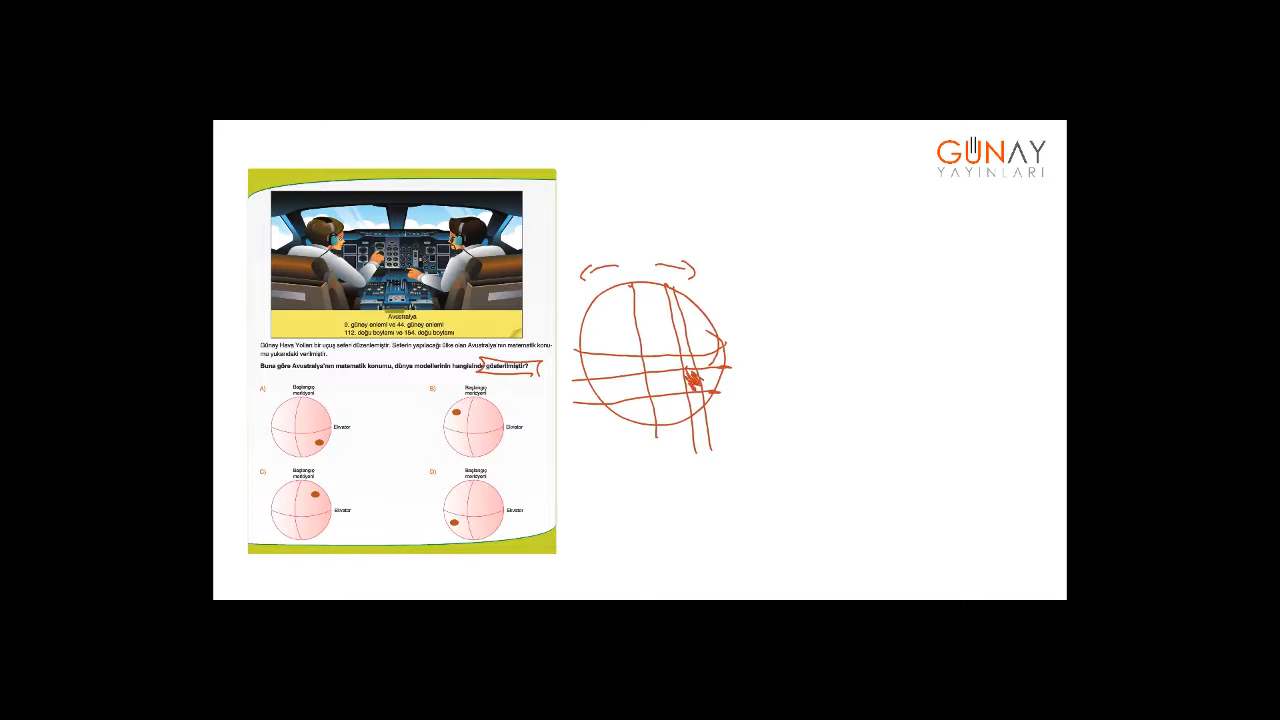 GÜNAY
YAYINLARI
Avustralya
9. güney enlemi ve 44. güney enlemi
112. doğu boylamı ve 154. doğu boylamı
Günay Hava Yolları bir uçuş seferi düzenlemiştir. Seferin yapılacağı ülke olan Avustralya'nın matematik konu-
mu yukarıdaki verilmiştir.
Buna göre Avustralya'nın matematik konumu, dünya modellerinin hangisinde gösterilmiştir?
A)
Başlangıç
meridyeni
Ekvator
B)
Başlangıç
meridyeni
Ekvator
C)
Başlangıç
meridyeni
Ekvator
D)
Başlangıç
meridyeni
Ekvator